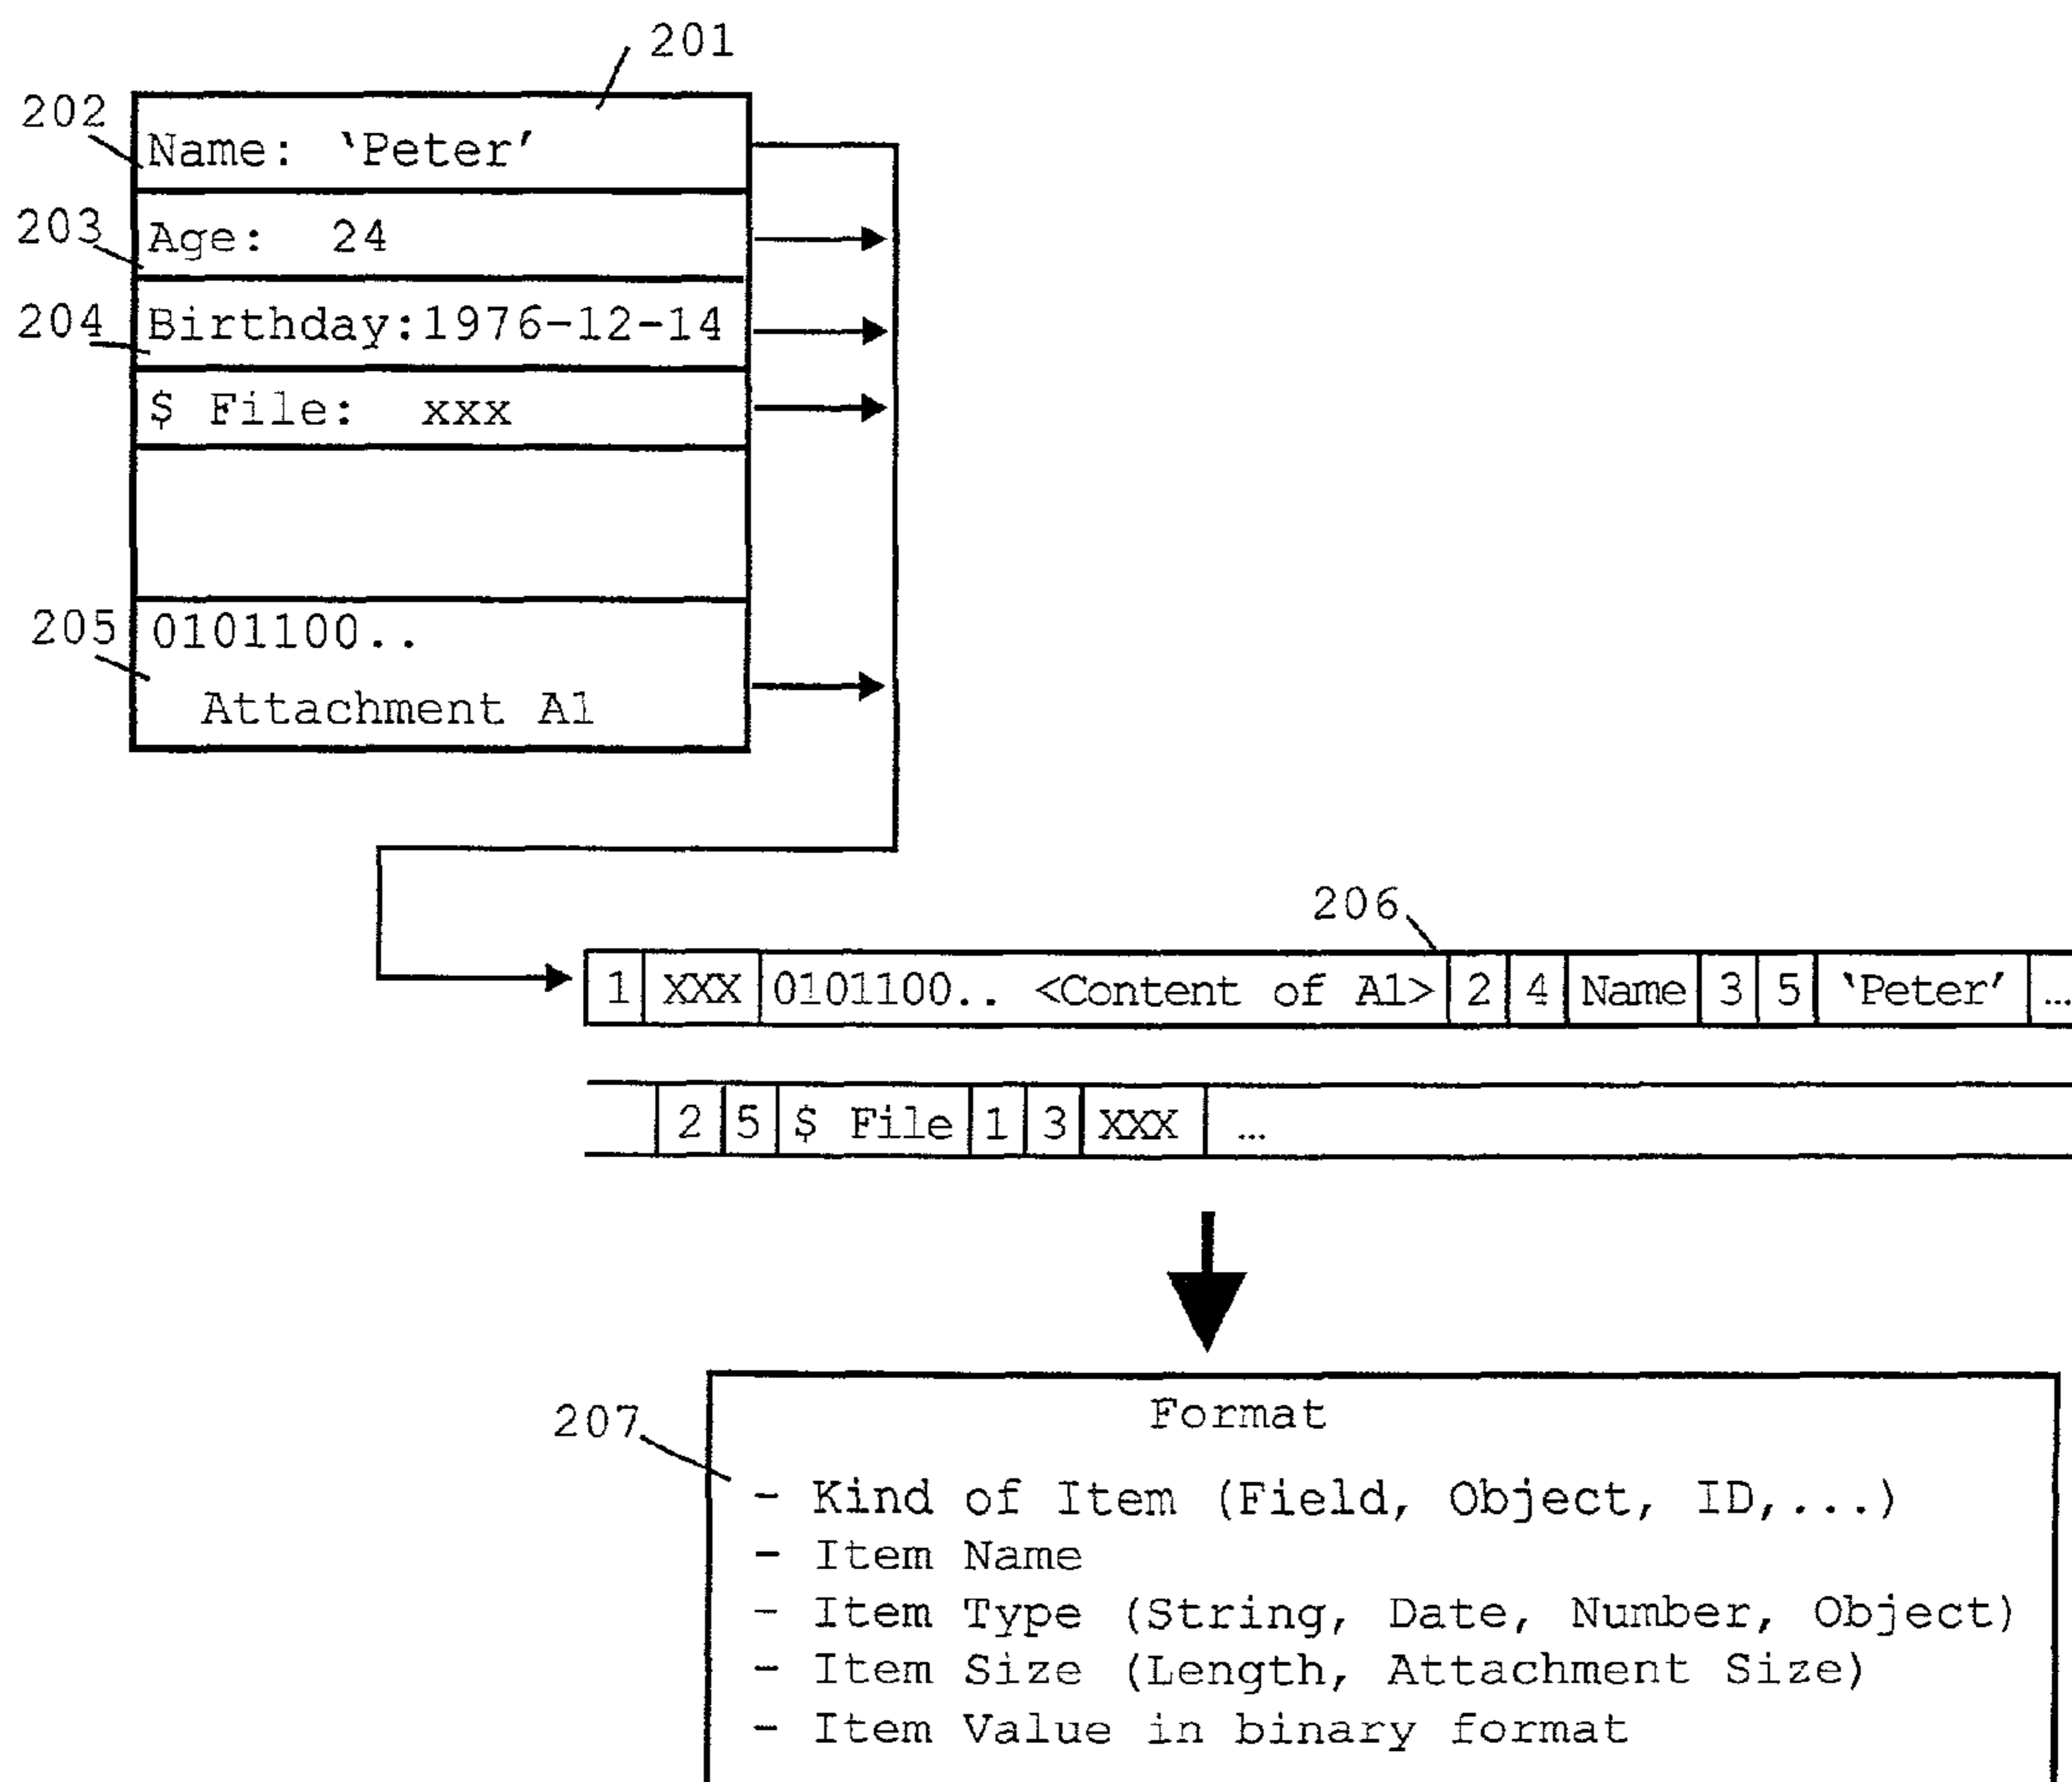 201
202
Name: ‘Peter’
203
Age: 24
204
Birthday:1976-12-14
$ File: xxx
205
0101100..
Attachment A1
206
1 XXX 0101100.. <Content of A1> 2 4 Name 3 5 ‘Peter’ ...
2 5 $ File 1 3 XXX ...
Format
207
- Kind of Item (Field, Object, ID,...)
- Item Name
- Item Type (String, Date, Number, Object)
- Item Size (Length, Attachment Size)
- Item Value in binary format